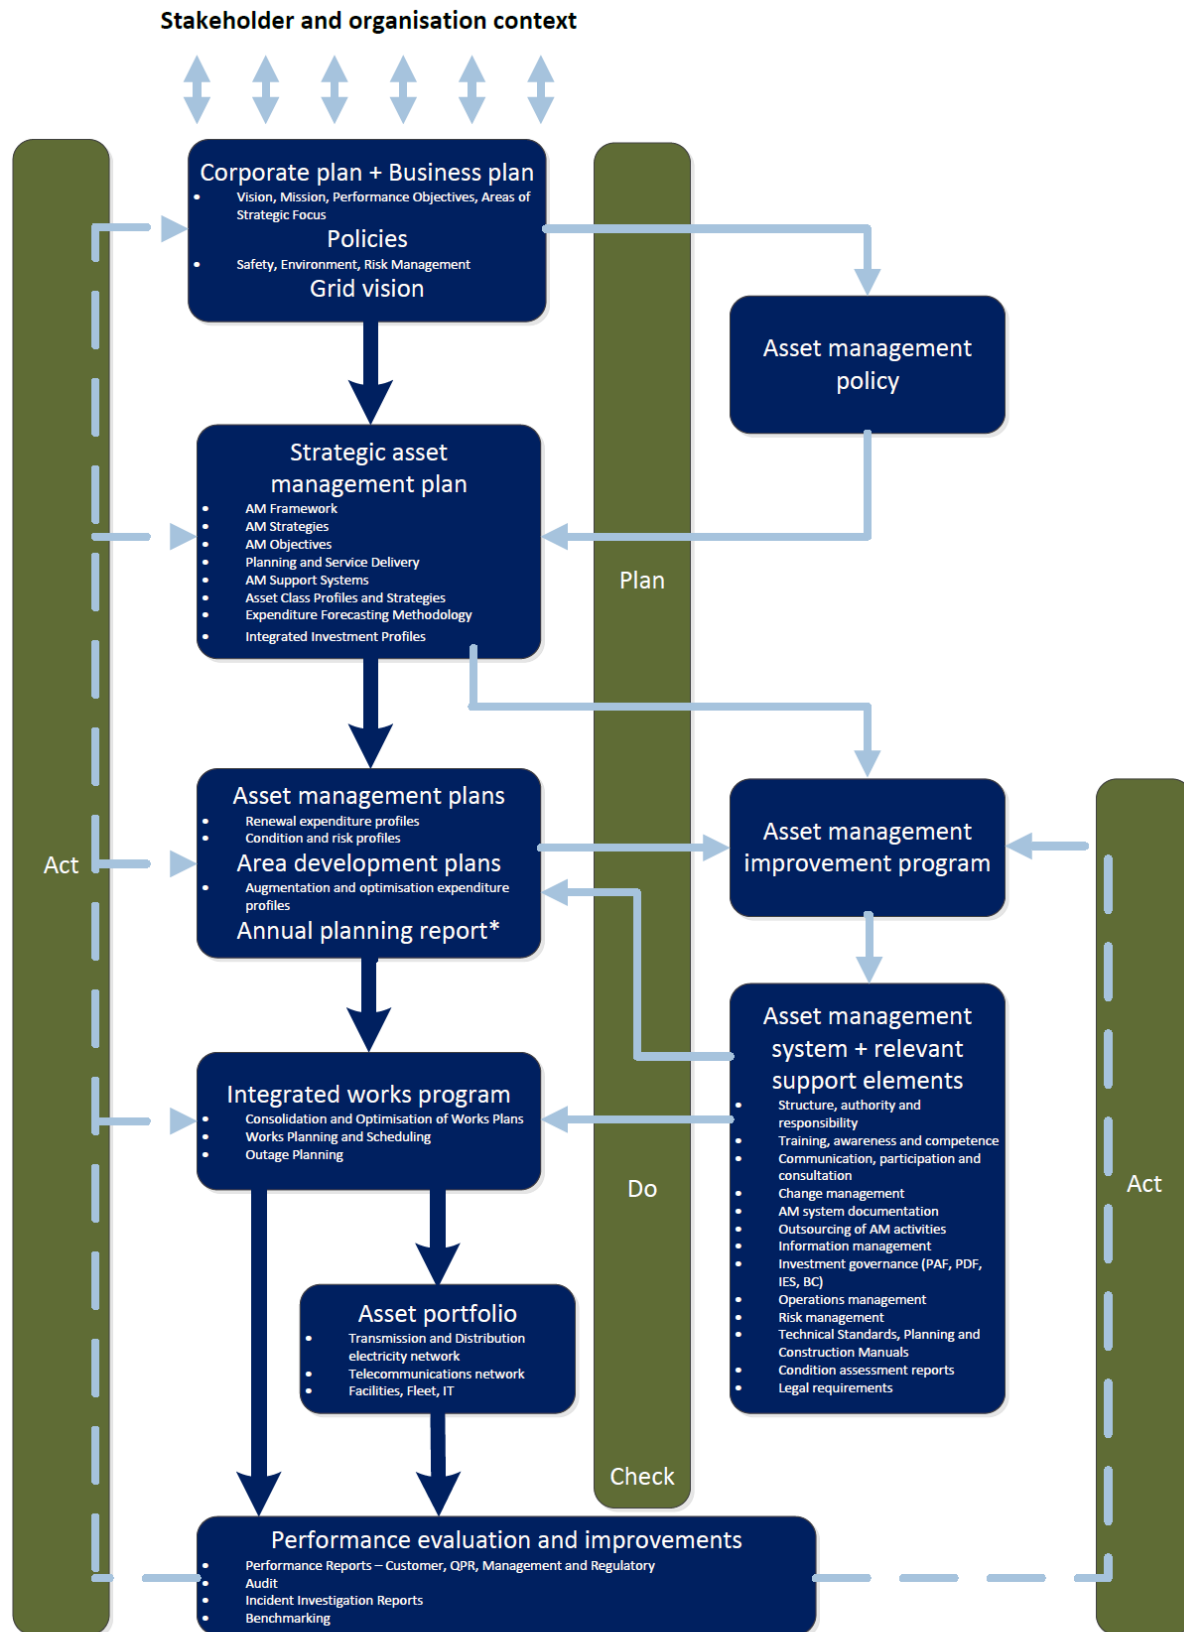 Stakeholder and organisation context
Corporate plan + Business plan
• Vision, Mission, Performance Objectives, Areas of
Strategic Focus
Policies
• Safety, Environment, Risk Management
Grid vision
Asset management
policy
Strategic asset
management plan
• AM Framework
• AM Strategies
• AM Objectives
• Planning and Service Delivery
• AM Support Systems
• Asset Class Profiles and Strategies
• Expenditure Forecasting Methodology
• Integrated Investment Profiles
Plan
Asset management plans
• Renewal expenditure profiles
• Condition and risk profiles
Area development plans
• Augmentation and optimisation expenditure
profiles
Annual planning report*
Asset management
improvement program
Act
Integrated works program
• Consolidation and Optimisation of Works Plans
• Works Planning and Scheduling
• Outage Planning
Do
Asset management
system + relevant
support elements
• Structure, authority and
responsibility
• Training, awareness and competence
• Communication, participation and
consultation
• Change management
• AM system documentation
• Outsourcing of AM activities
• Information management
• Investment governance (PAF, PDF,
IES, BC)
• Operations management
• Risk management
• Technical Standards, Planning and
Construction Manuals
• Condition assessment reports
• Legal requirements
Act
Asset portfolio
• Transmission and Distribution
electricity network
• Telecommunications network
• Facilities, Fleet, IT
Check
Performance evaluation and improvements
• Performance Reports – Customer, QPR, Management and Regulatory
• Audit
• Incident Investigation Reports
• Benchmarking